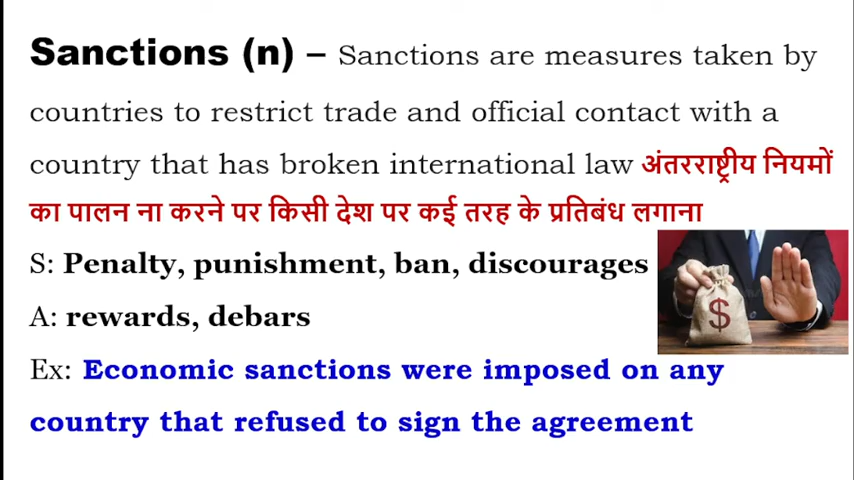 Sanctions (n) – Sanctions are measures taken by
countries to restrict trade and official contact with a
country that has broken international law अंतरराष्ट्रीय नियमों
का पालन ना करने पर किसी देश पर कई तरह के प्रतिबंध लगाना
S: Penalty, punishment, ban, discourages
A: rewards, debars
$
Ex: Economic sanctions were imposed on any
country that refused to sign the agreement